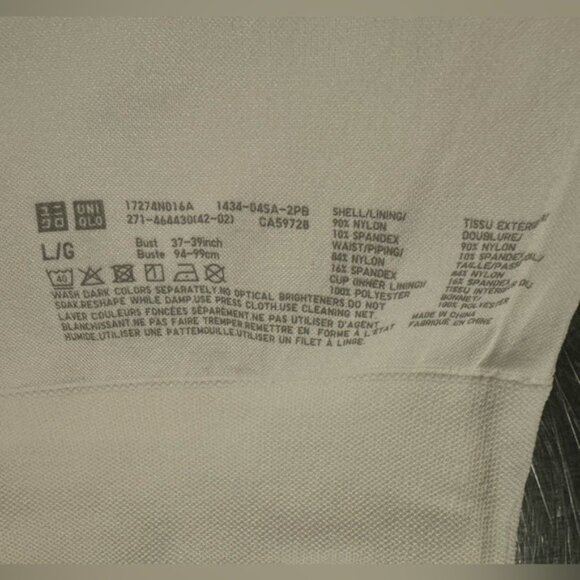 ユニ UNI 17274N016A 1434-045A-2PB
クロ QLO 271-464430(42-02) CA59728
L/G Bust 37-39inch
Buste 94-99cm
40
WASH DARK COLORS SEPARATELY.NO OPTICAL BRIGHTENERS.DO NOT
SOAK.RESHAPE WHILE DAMP.USE PRESS CLOTH.USE CLEANING NET.
LAVER COULEURS FONCÉES SÉPARÉMENT.NE PAS UTILISER D'AGENT
BLANCHISSANT.NE PAS FAIRE TREMPER.REMETTRE EN FORME À L'ÉTAT
HUMIDE.UTILISER UNE PATTEMOUILLE.UTILISER UN FILET À LINGE.
SHELL/LINING/
90% NYLON
10% SPANDEX
WAIST/PIPING/
84% NYLON
16% SPANDEX
CUP (INNER LINING)/
100% POLYESTER
MADE IN CHINA
FABRIQUÉ EN CHINE
TISSU
DOUBLURE/
90% NYLON
10% SPANDEX
84% NYLON
16% SPANDEX
TISSU
BONNET/
100% POLYESTER